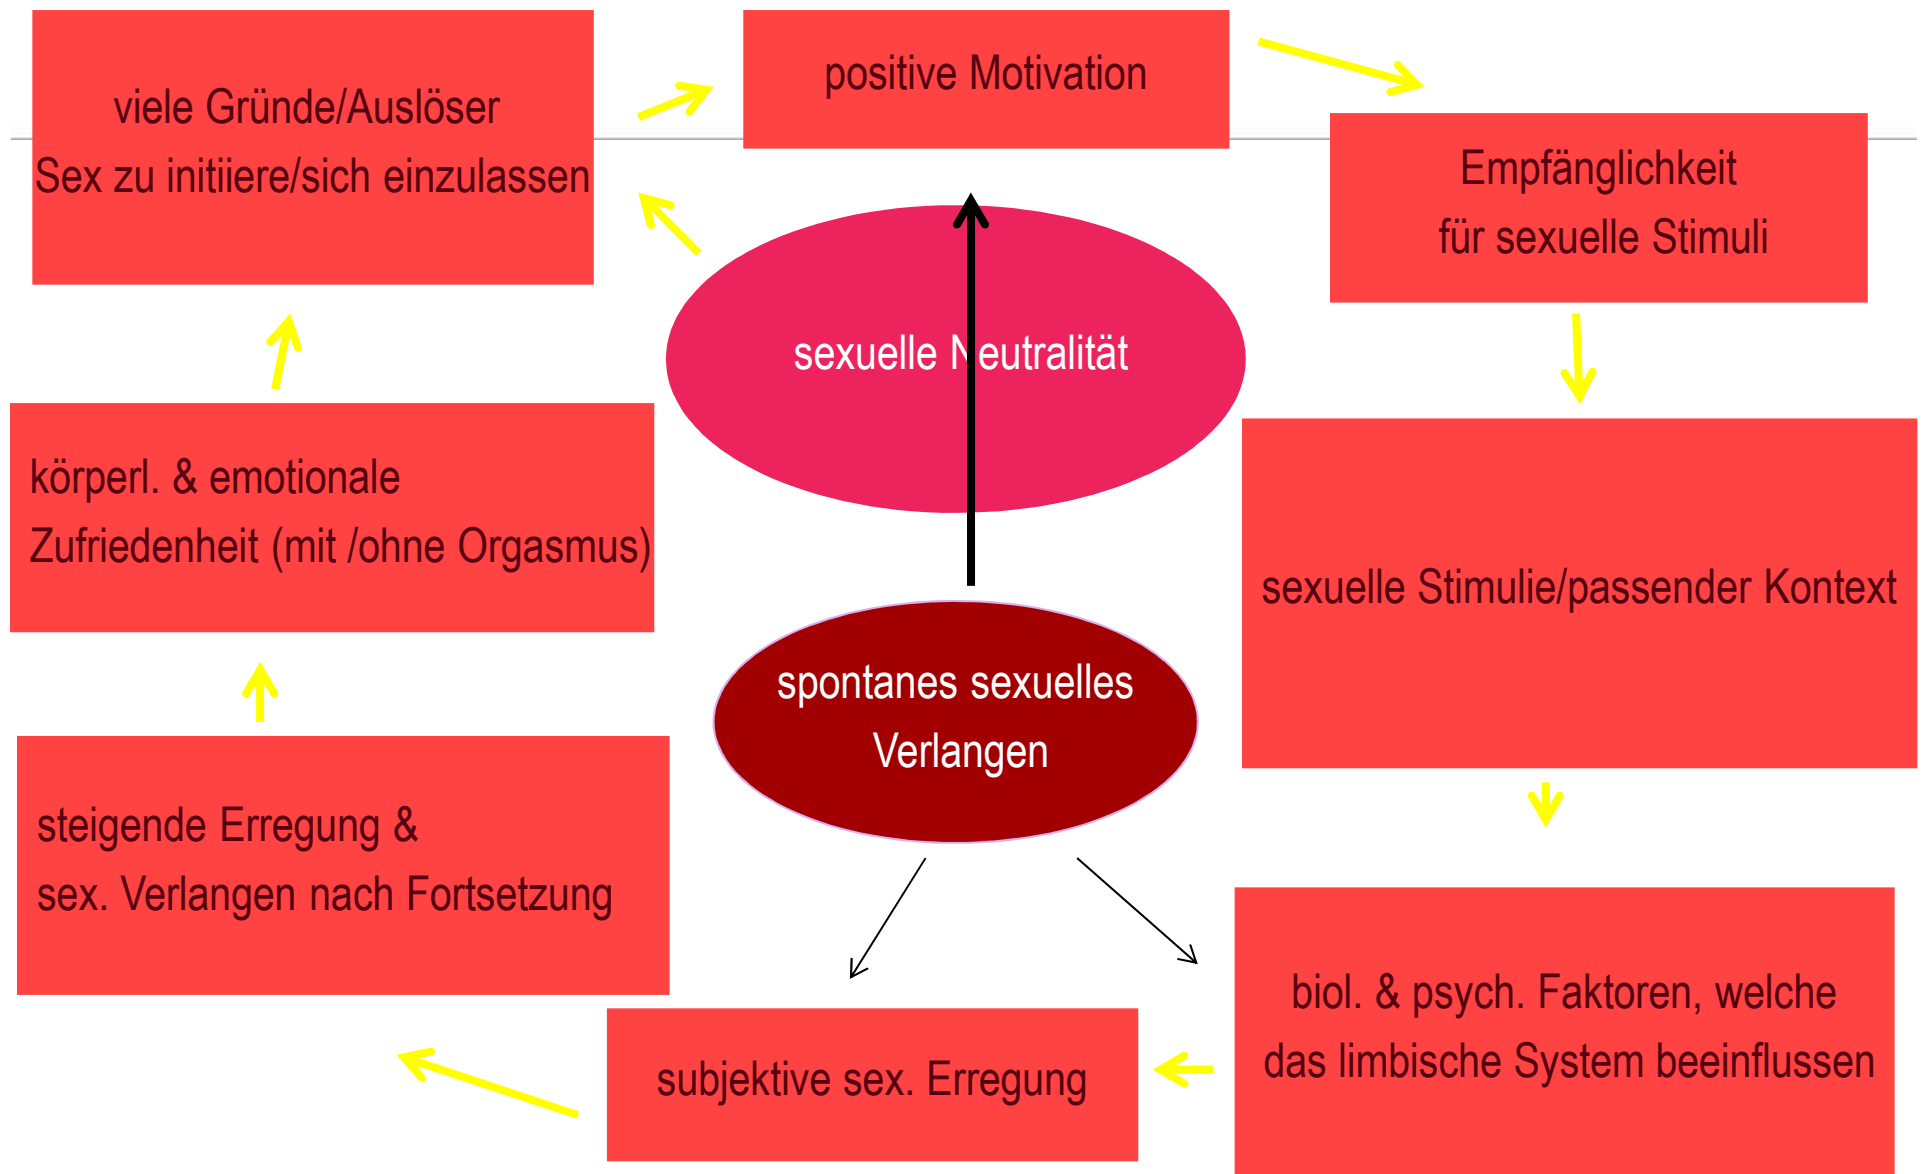 viele Gründe/Auslöser
Sex zu initiiere/sich einzulassen
positive Motivation
Empfänglichkeit
für sexuelle Stimuli
sexuelle Neutralität
körperl. & emotionale
Zufriedenheit (mit /ohne Orgasmus)
sexuelle Stimulie/passender Kontext
spontanes sexuelles
Verlangen
steigende Erregung &
sex. Verlangen nach Fortsetzung
biol. & psych. Faktoren, welche
das limbische System beeinflussen
subjektive sex. Erregung